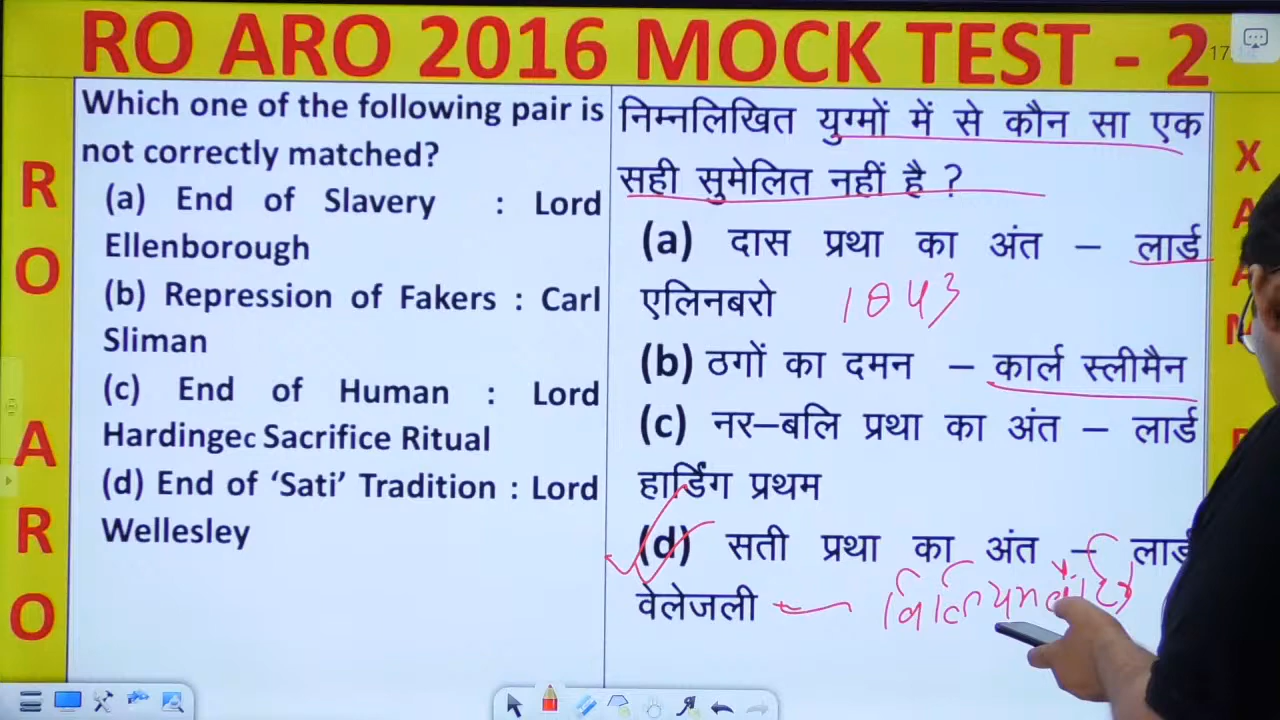 RO ARO 2016 MOCK TEST - 2
Which one of the following pair is
not correctly matched?
(a) End of Slavery : Lord
Ellenborough
(b) Repression of Fakers : Carl
Sliman
(c) End of Human : Lord
Hardingec Sacrifice Ritual
(d) End of ‘Sati’ Tradition : Lord
Wellesley
निम्नलिखित युग्मों में से कौन सा एक
सही सुमेलित नहीं है ?
(a) दास प्रथा का अंत – लार्ड
एलिनबरो 1843
(b) ठगों का दमन – कार्ल स्लीमैन
(c) नर–बलि प्रथा का अंत – लार्ड
हार्डिंग प्रथम
(d) सती प्रथा का अंत – लार्ड
वेलेजली विलियम
R
O
A
R
O
X
A